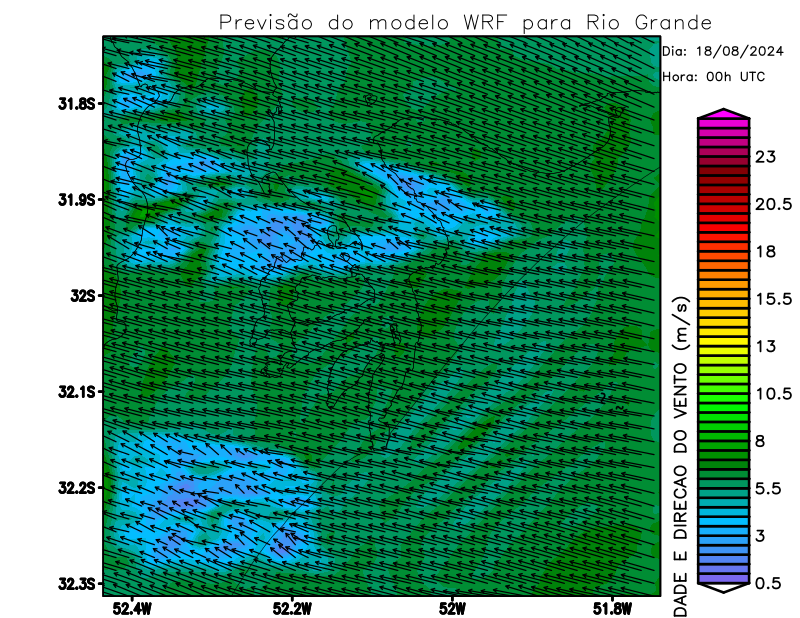 Previsão do modelo WRF para Rio Grande
Dia: 18/08/2024
Hora: 00h UTC
31.8S
31.9S
32S
32.1S
32.2S
32.3S
52.4W
52.2W
52W
51.8W
23
20.5
18
15.5
13
10.5
8
5.5
3
0.5
DADE E DIRECAO DO VENTO (m/s)